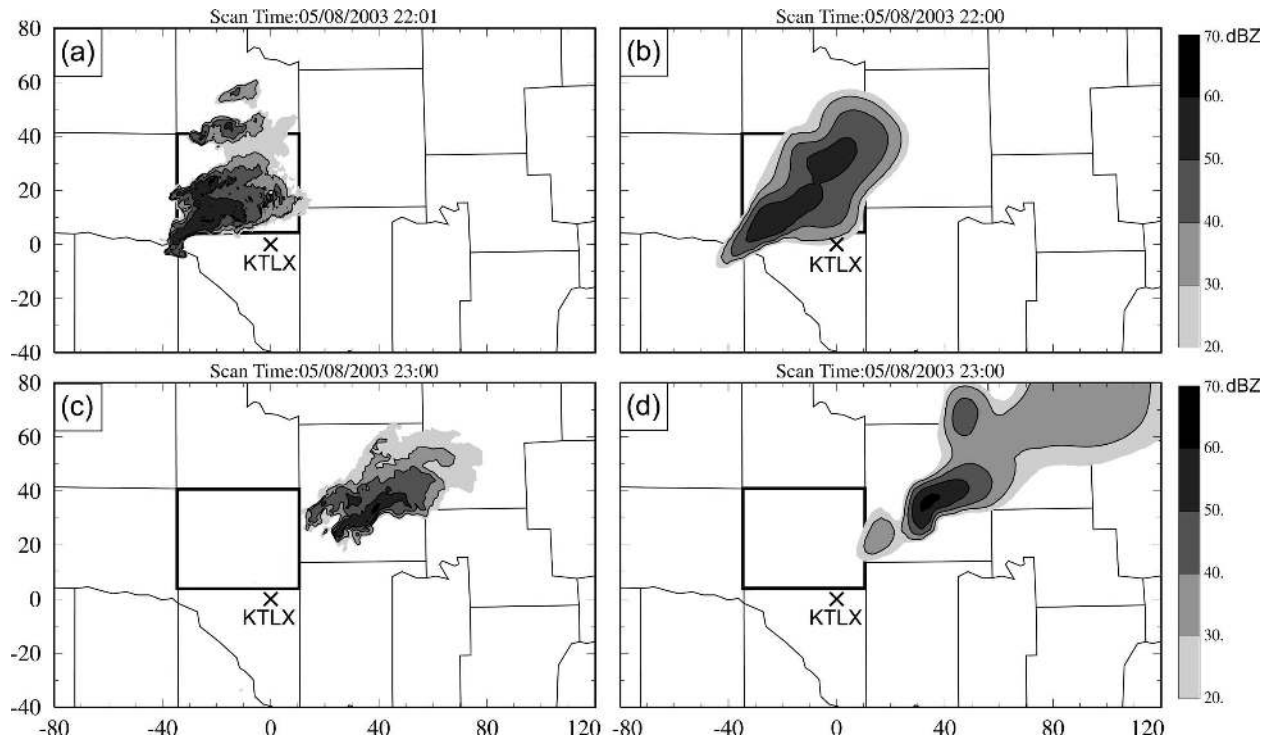 Scan Time:05/08/2003 22:01
Scan Time:05/08/2003 22:00
80
(a)
(b)
70. dBZ
60
60.
40
50.
20
40.
0
KTLX
KTLX
-20
30.
-40
20.
Scan Time:05/08/2003 23:00
Scan Time:05/08/2003 23:00
80
(c)
(d)
70. dBZ
60
60.
40
50.
20
40.
0
KTLX
KTLX
-20
30.
-40
20.
-80 -40 0 40 80 -80 -40 0 40 80 120